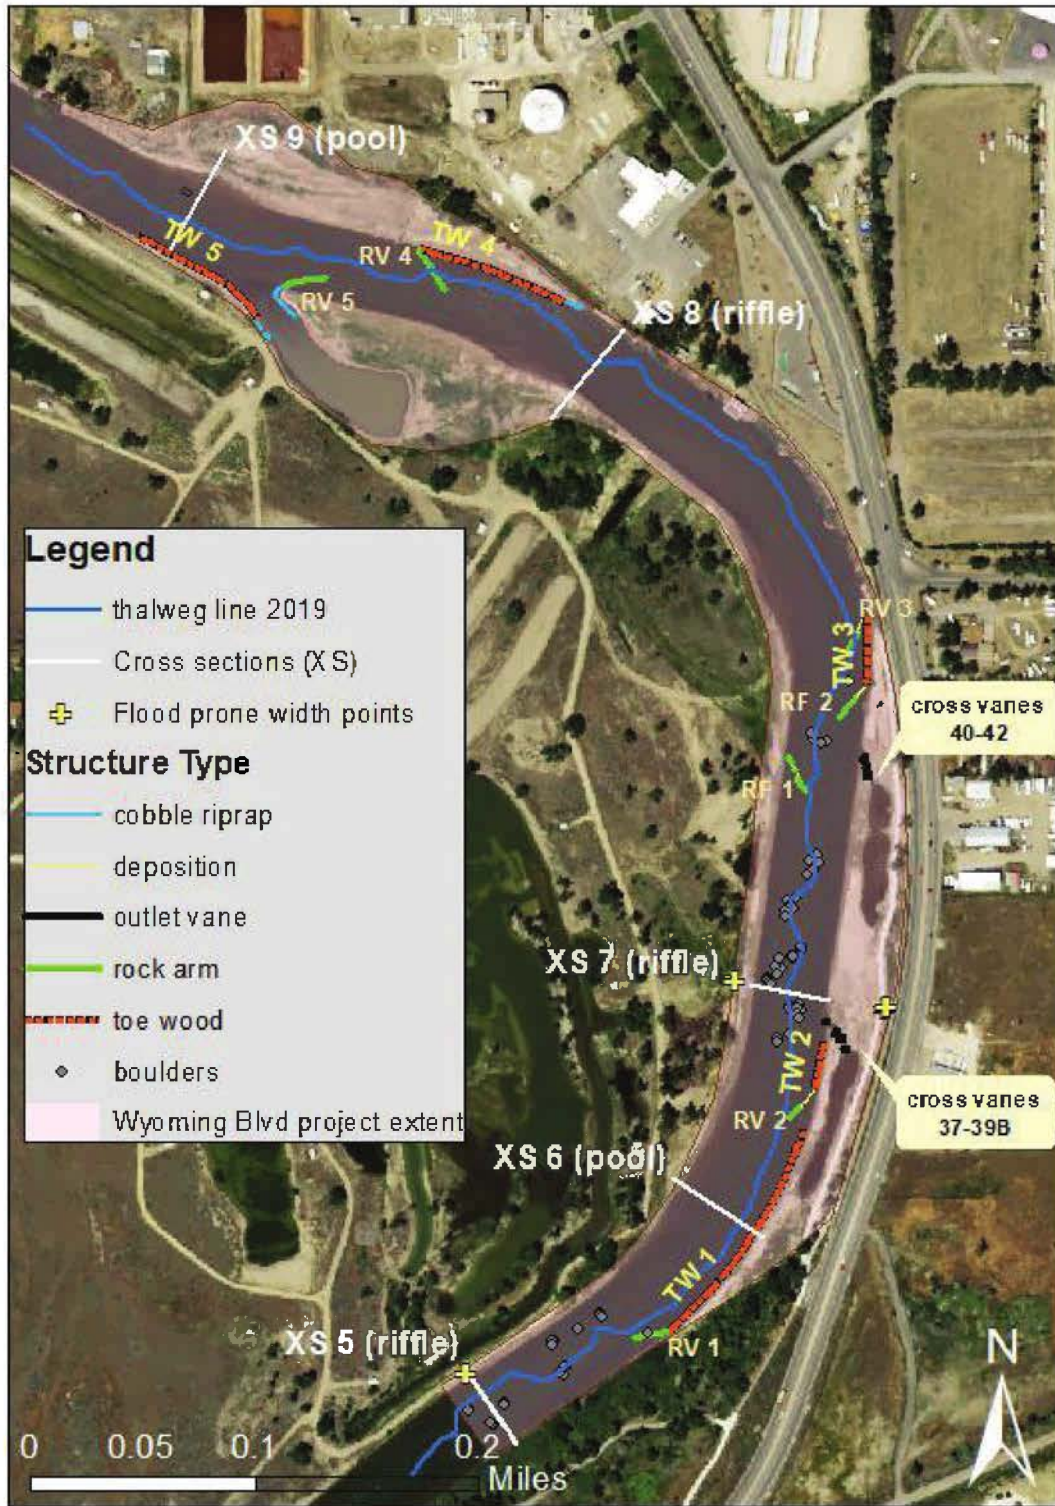 XS 9 (pool)
TW 5
RV 4
TW 4
RV 5
XS 8 (riffle)
Legend
thalweg line 2019
Cross sections (XS)
Flood prone width points
Structure Type
cobble riprap
deposition
outlet vane
rock arm
toe wood
boulders
Wyoming Blvd project extent
RV 3
TW 3
RF 2
cross vanes
40-42
RF 1
XS 7 (riffle)
TW 2
RV 2
cross vanes
37-39B
XS 6 (pool)
TW 1
XS 5 (riffle)
RV 1
N
0 0.05 0.1 0.2
Miles